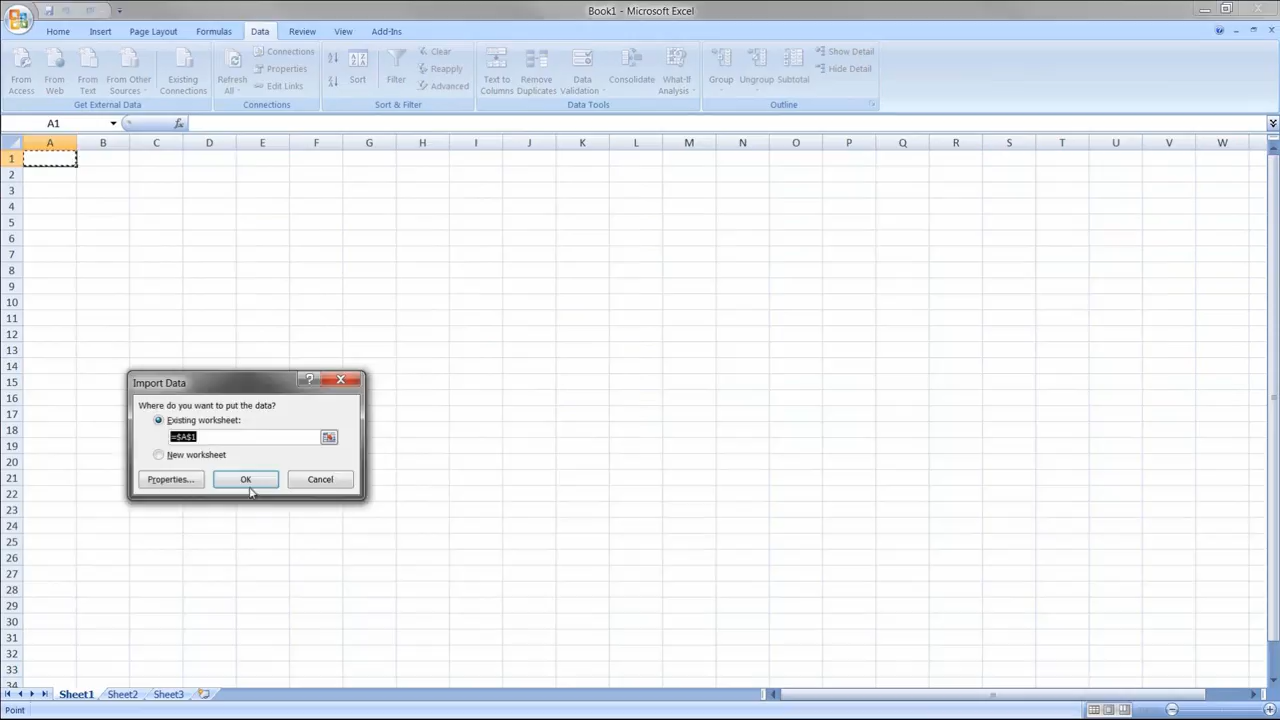 Book1 - Microsoft Excel
Home Insert Page Layout Formulas Data Review View Add-Ins
From Access
From Web
From Text
From Other Sources
Existing Connections
Get External Data
Refresh All
Connections
Properties
Edit Links
Connections
Sort
Filter
Clear
Reapply
Advanced
Sort & Filter
Text to Columns
Remove Duplicates
Data Validation
Consolidate
What-If Analysis
Data Tools
Group
Ungroup
Subtotal
Show Detail
Hide Detail
Outline
A1 fx
A B C D E F G H I J K L M N O P Q R S T U V W
1
2
3
4
5
6
7
8
9
10
11
12
13
14
15
16
17
18
19
20
21
22
23
24
25
26
27
28
29
30
31
32
33
34
Import Data ?
Where do you want to put the data?
Existing worksheet:
=$A$1
New worksheet
Properties... OK Cancel
Sheet1 Sheet2 Sheet3
Point